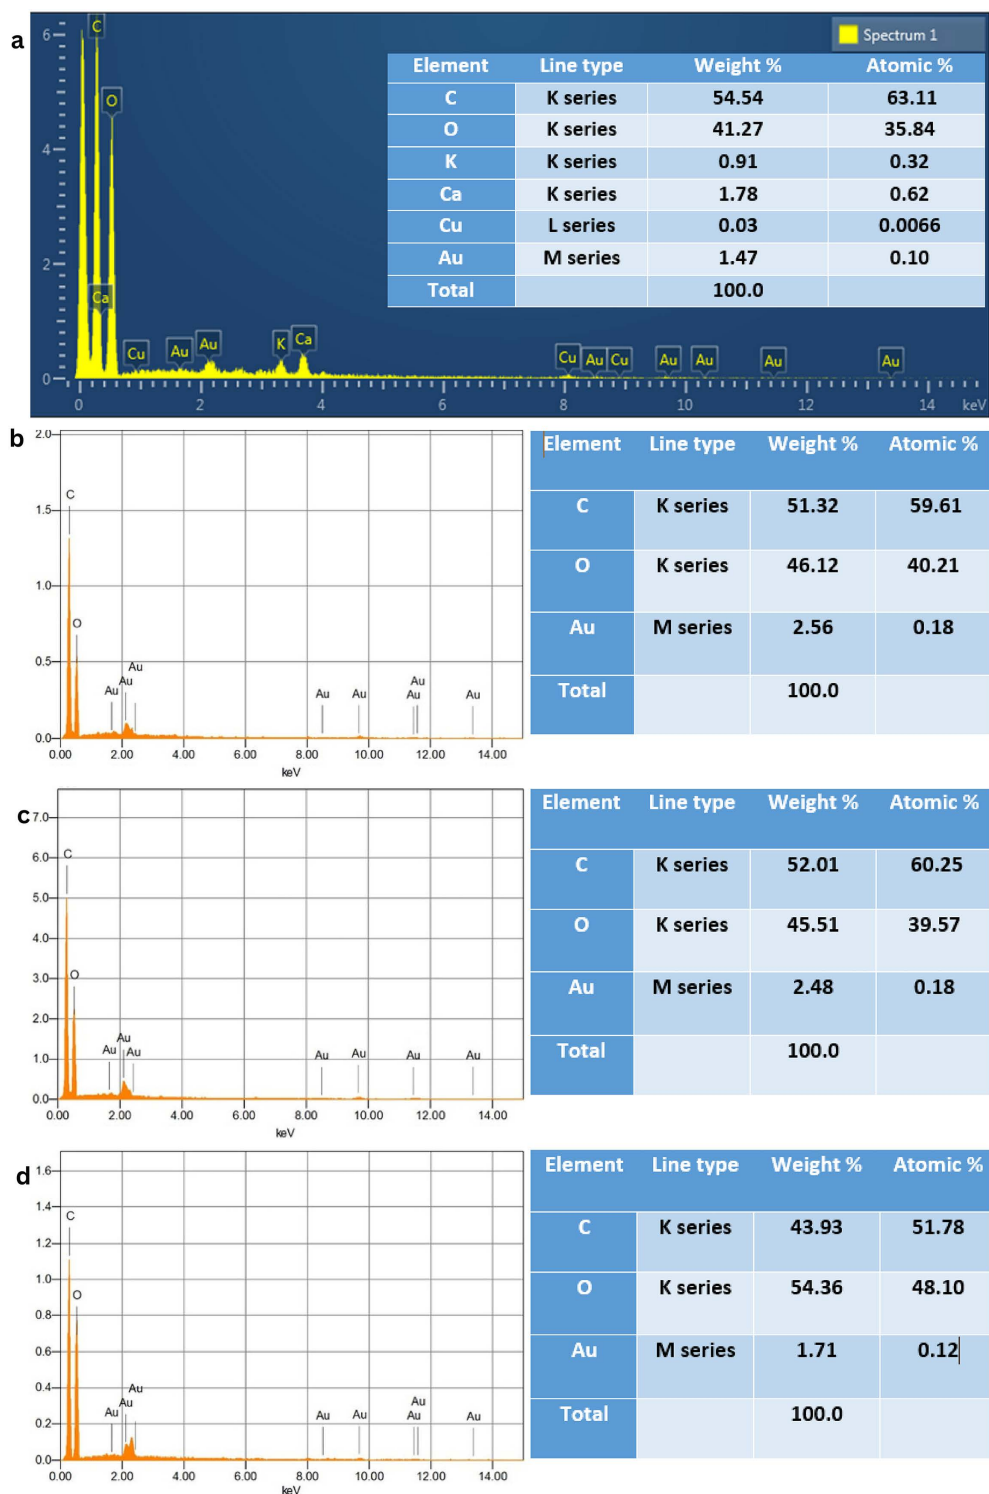 a
Spectrum 1
6
4
2
0
C
O
Ca
Cu
Au
Au
K
Ca
Cu
Au
Cu
Au
Au
Au
Au
0 2 4 6 8 10 12 14 keV
Element Line type Weight % Atomic %
C K series 54.54 63.11
O K series 41.27 35.84
K K series 0.91 0.32
Ca K series 1.78 0.62
Cu L series 0.03 0.0066
Au M series 1.47 0.10
Total 100.0
b
2.0
1.5
1.0
0.5
0.0
C
O
Au
Au
Au
Au
Au
Au
Au
Au
0.00 2.00 4.00 6.00 8.00 10.00 12.00 14.00
keV
Element Line type Weight % Atomic %
C K series 51.32 59.61
O K series 46.12 40.21
Au M series 2.56 0.18
Total 100.0
c
7.0
6.0
5.0
4.0
3.0
2.0
1.0
0.0
C
O
Au
Au
Au
Au
Au
Au
Au
0.00 2.00 4.00 6.00 8.00 10.00 12.00 14.00
keV
Element Line type Weight % Atomic %
C K series 52.01 60.25
O K series 45.51 39.57
Au M series 2.48 0.18
Total 100.0
d
1.6
1.4
1.2
1.0
0.8
0.6
0.4
0.2
0.0
C
O
Au
Au
Au
Au
Au
Au
Au
Au
0.00 2.00 4.00 6.00 8.00 10.00 12.00 14.00
keV
Element Line type Weight % Atomic %
C K series 43.93 51.78
O K series 54.36 48.10
Au M series 1.71 0.12
Total 100.0